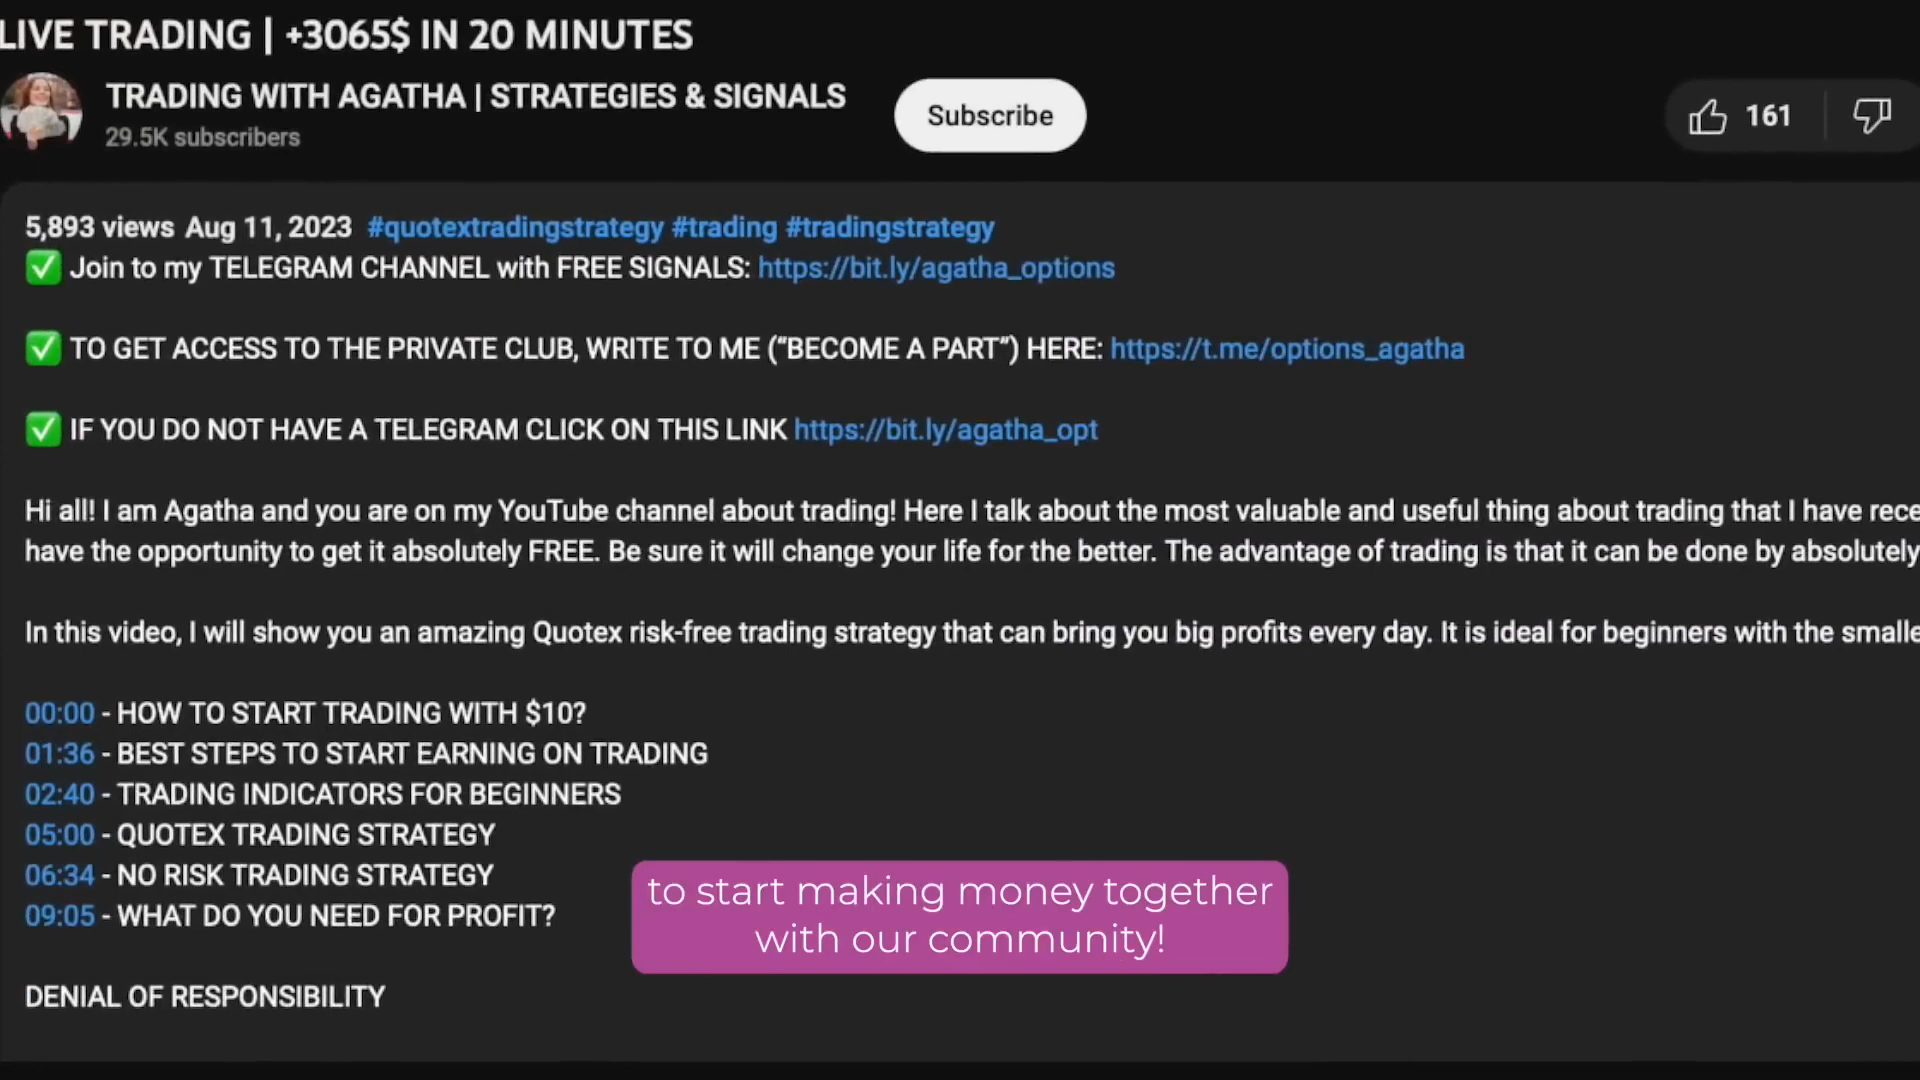 LIVE TRADING | +3065$ IN 20 MINUTES
TRADING WITH AGATHA | STRATEGIES & SIGNALS
29.5K subscribers
Subscribe
161
5,893 views Aug 11, 2023 #quotextradingstrategy #trading #tradingstrategy
✅ Join to my TELEGRAM CHANNEL with FREE SIGNALS: https://bit.ly/agatha_options
✅ TO GET ACCESS TO THE PRIVATE CLUB, WRITE TO ME (“BECOME A PART”) HERE: https://t.me/options_agatha
✅ IF YOU DO NOT HAVE A TELEGRAM CLICK ON THIS LINK https://bit.ly/agatha_opt
Hi all! I am Agatha and you are on my YouTube channel about trading! Here I talk about the most valuable and useful thing about trading that I have rece
have the opportunity to get it absolutely FREE. Be sure it will change your life for the better. The advantage of trading is that it can be done by absolutely
In this video, I will show you an amazing Quotex risk-free trading strategy that can bring you big profits every day. It is ideal for beginners with the smalle
00:00 - HOW TO START TRADING WITH $10?
01:36 - BEST STEPS TO START EARNING ON TRADING
02:40 - TRADING INDICATORS FOR BEGINNERS
05:00 - QUOTEX TRADING STRATEGY
06:34 - NO RISK TRADING STRATEGY
09:05 - WHAT DO YOU NEED FOR PROFIT?
to start making money together
with our community!
DENIAL OF RESPONSIBILITY